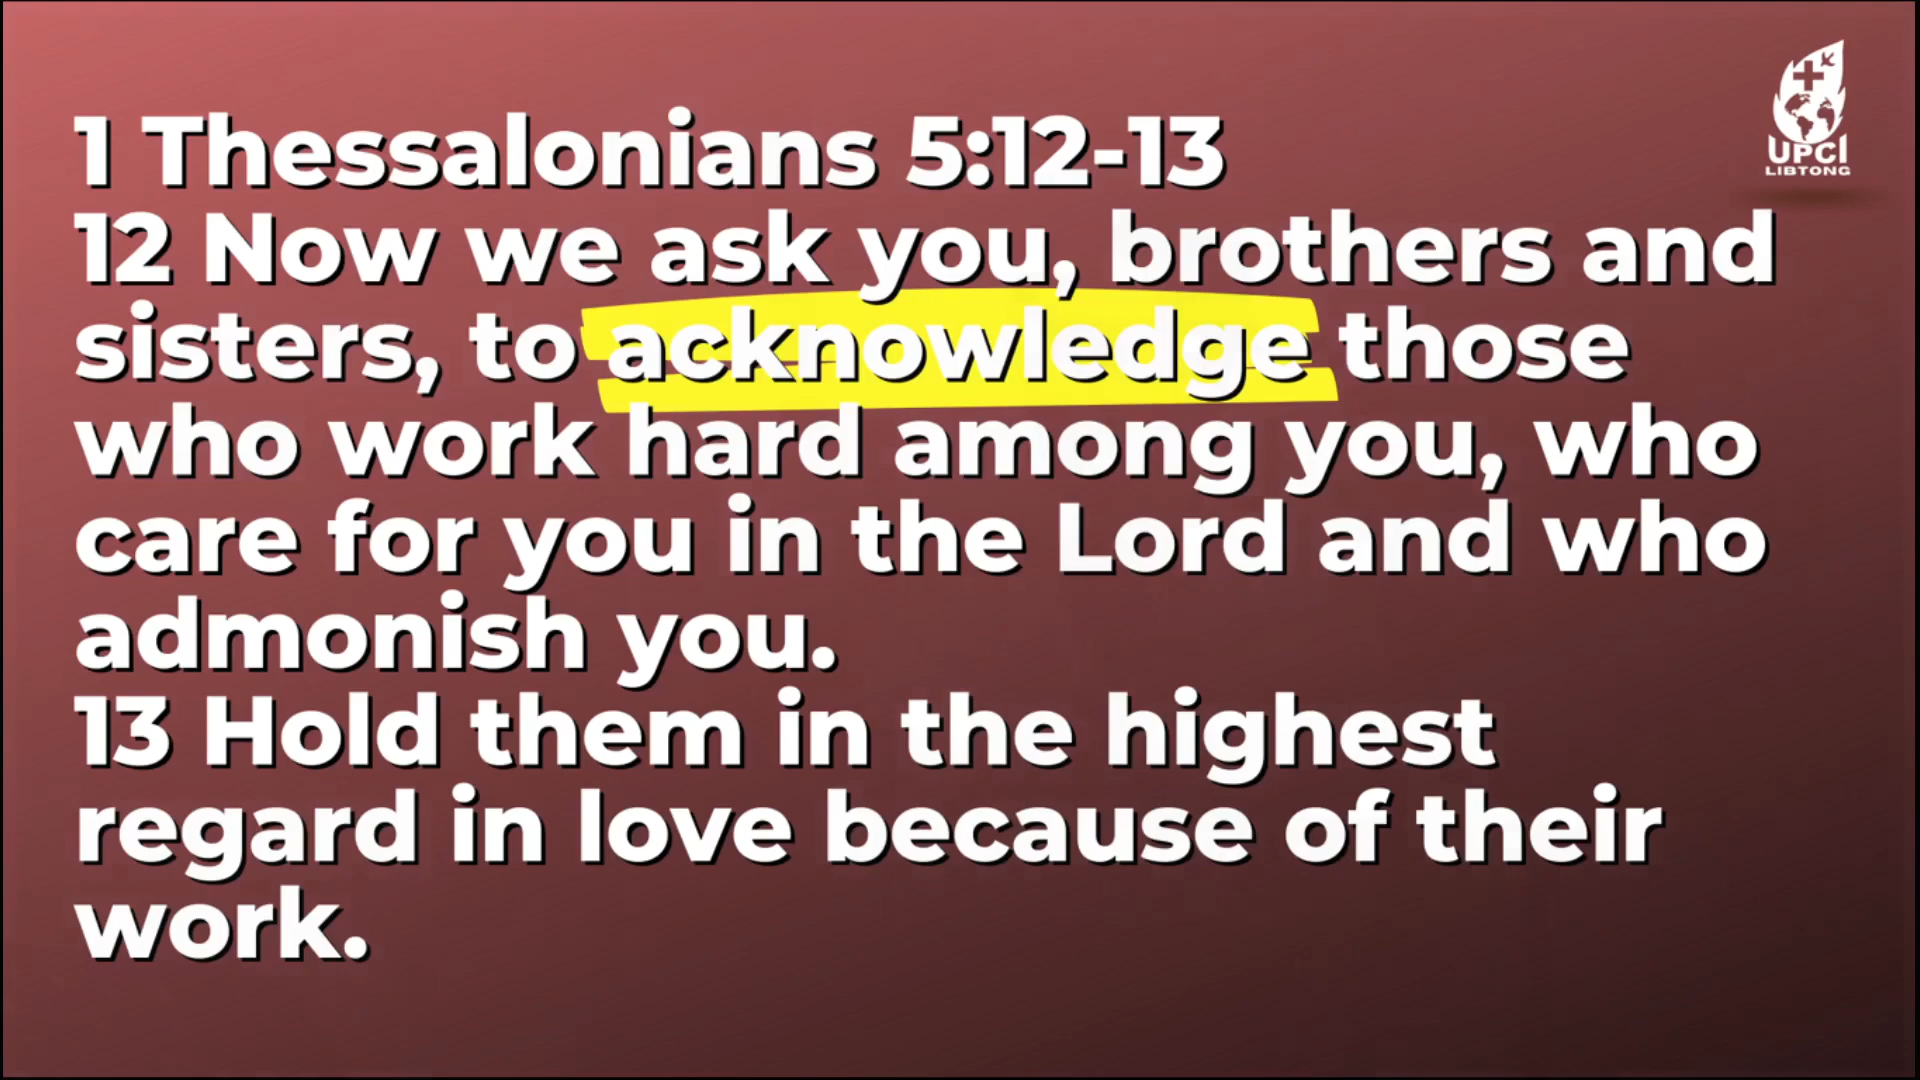 UPCI
LIBTONG
1 Thessalonians 5:12-13
12 Now we ask you, brothers and
sisters, to acknowledge those
who work hard among you, who
care for you in the Lord and who
admonish you.
13 Hold them in the highest
regard in love because of their
work.